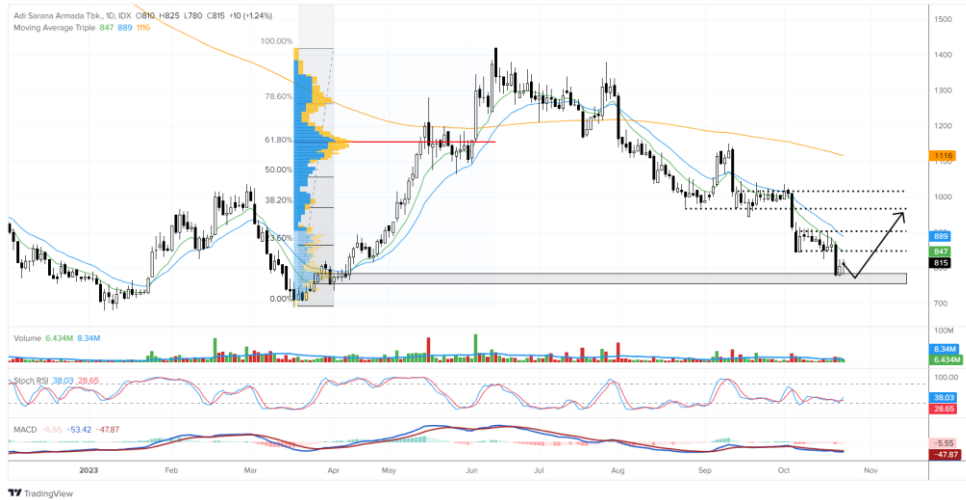 Adi Sarana Armada Tbk., 1D, IDX O810 H825 L780 C815 +10 (+1.24%)
Moving Average Triple 847 889 1116
1500
1400
1300
1200
1116
1000
889
847
815
700
100.00%
78.60%
61.80%
50.00%
38.20%
23.60%
0.00%
Volume 6.434M 8.34M
100M
8.34M
6.434M
Stoch RSI 38.03 28.65
100.00
38.03
28.65
MACD -5.55 -53.42 -47.87
-5.55
-47.87
2023 Feb Mar Apr May Jun Jul Aug Sep Oct Nov
TradingView